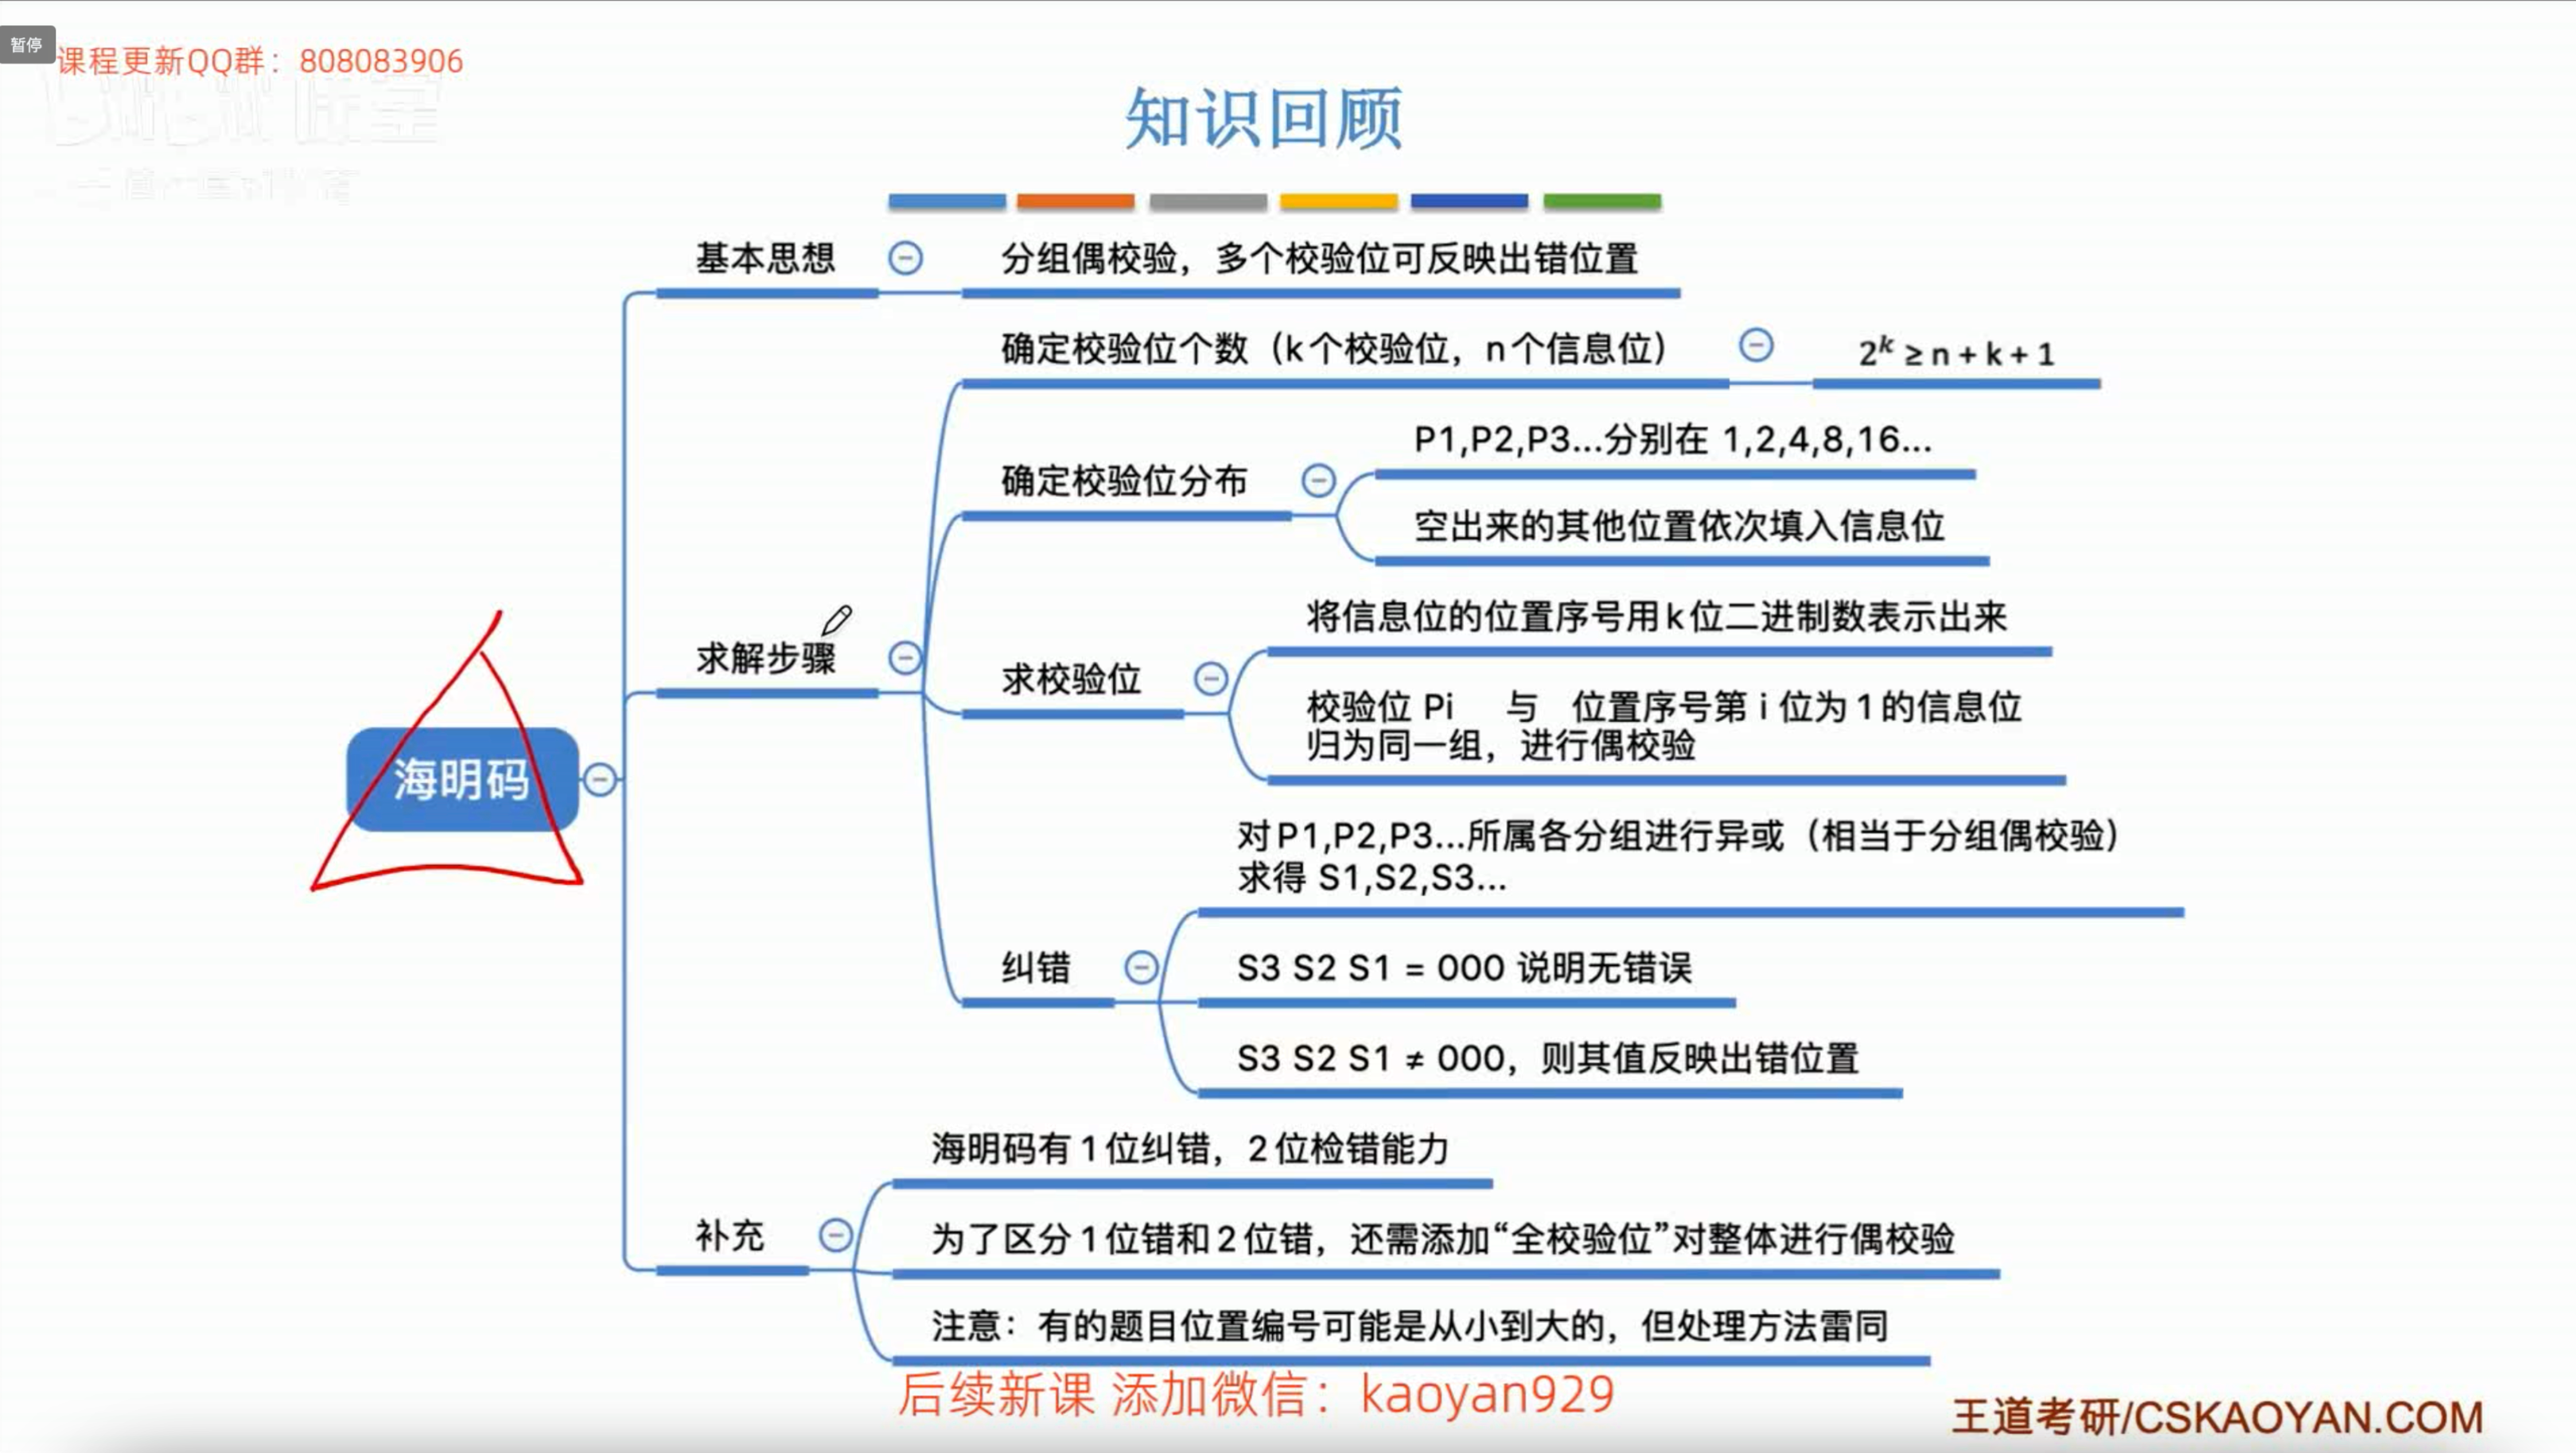 暂停
课程更新QQ群：808083906
知识回顾
基本思想
分组偶校验，多个校验位可反映出错位置
确定校验位个数（k个校验位，n个信息位）
2^k ≥ n + k + 1
P1,P2,P3...分别在 1,2,4,8,16...
确定校验位分布
空出来的其他位置依次填入信息位
将信息位的位置序号用k位二进制数表示出来
求解步骤
求校验位
校验位 Pi 与 位置序号第 i 位为1的信息位
归为同一组，进行偶校验
海明码
对P1,P2,P3...所属各分组进行异或（相当于分组偶校验）
求得 S1,S2,S3...
纠错
S3 S2 S1 = 000 说明无错误
S3 S2 S1 ≠ 000，则其值反映出错位置
海明码有1位纠错，2位检错能力
补充
为了区分1位错和2位错，还需添加“全校验位”对整体进行偶校验
注意：有的题目位置编号可能是从小到大的，但处理方法雷同
后续新课 添加微信：kaoyan929
王道考研/CSKAOYAN.COM